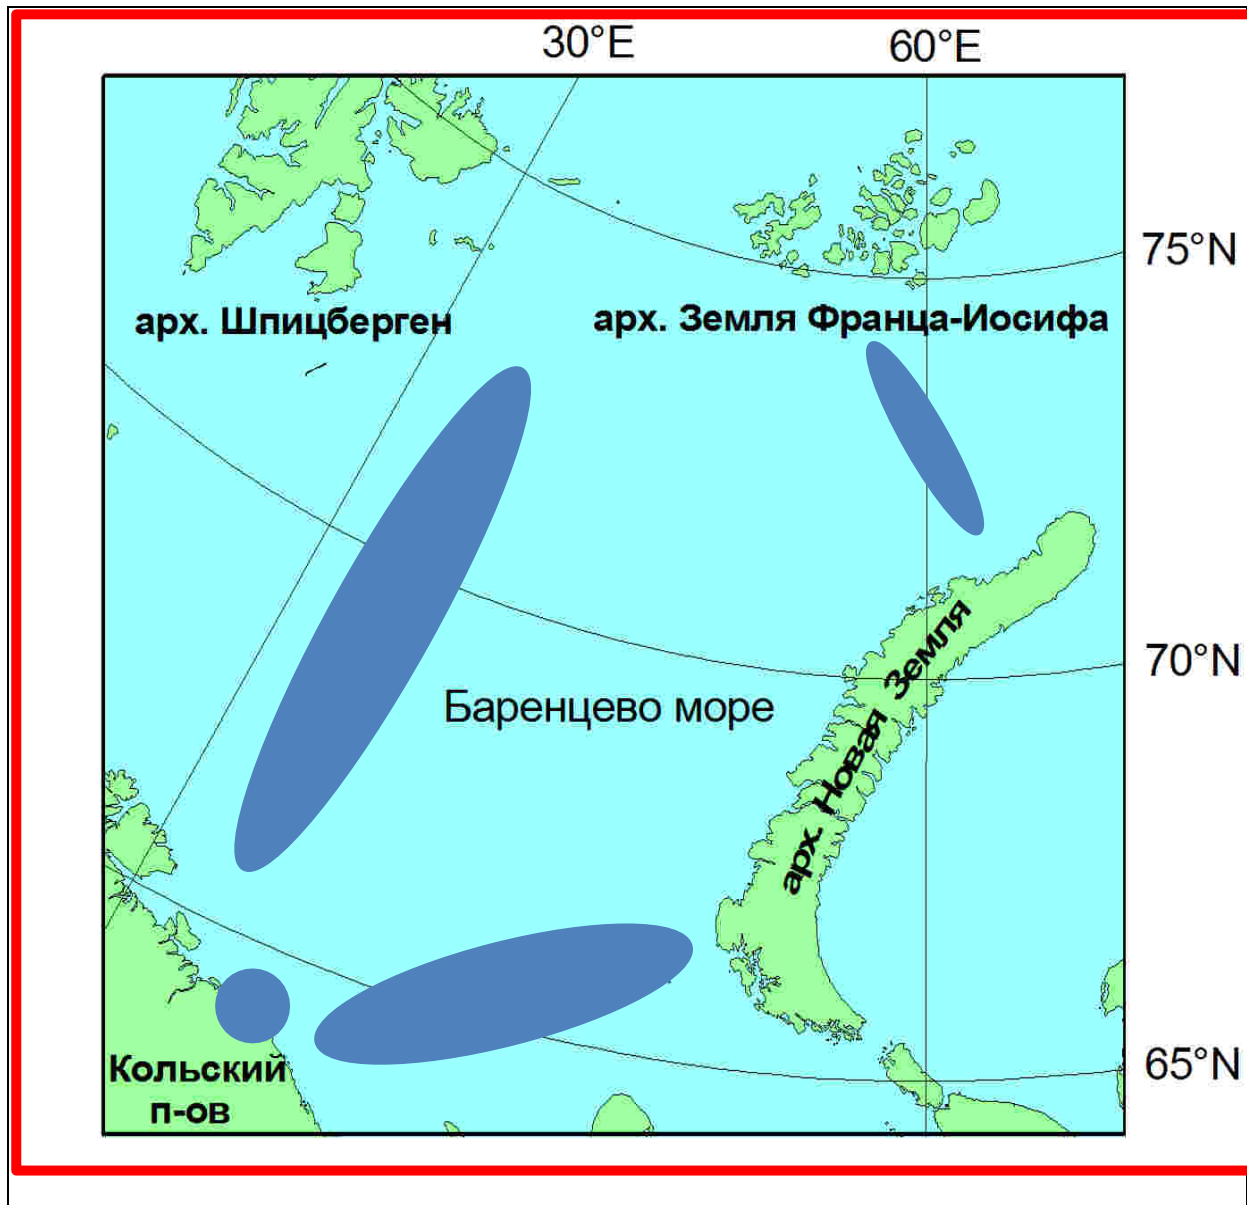 30°E
60°E
75°N
арх. Шпицберген
арх. Земля Франца-Иосифа
70°N
Баренцево море
арх. Новая Земля
65°N
Кольский
п-ов